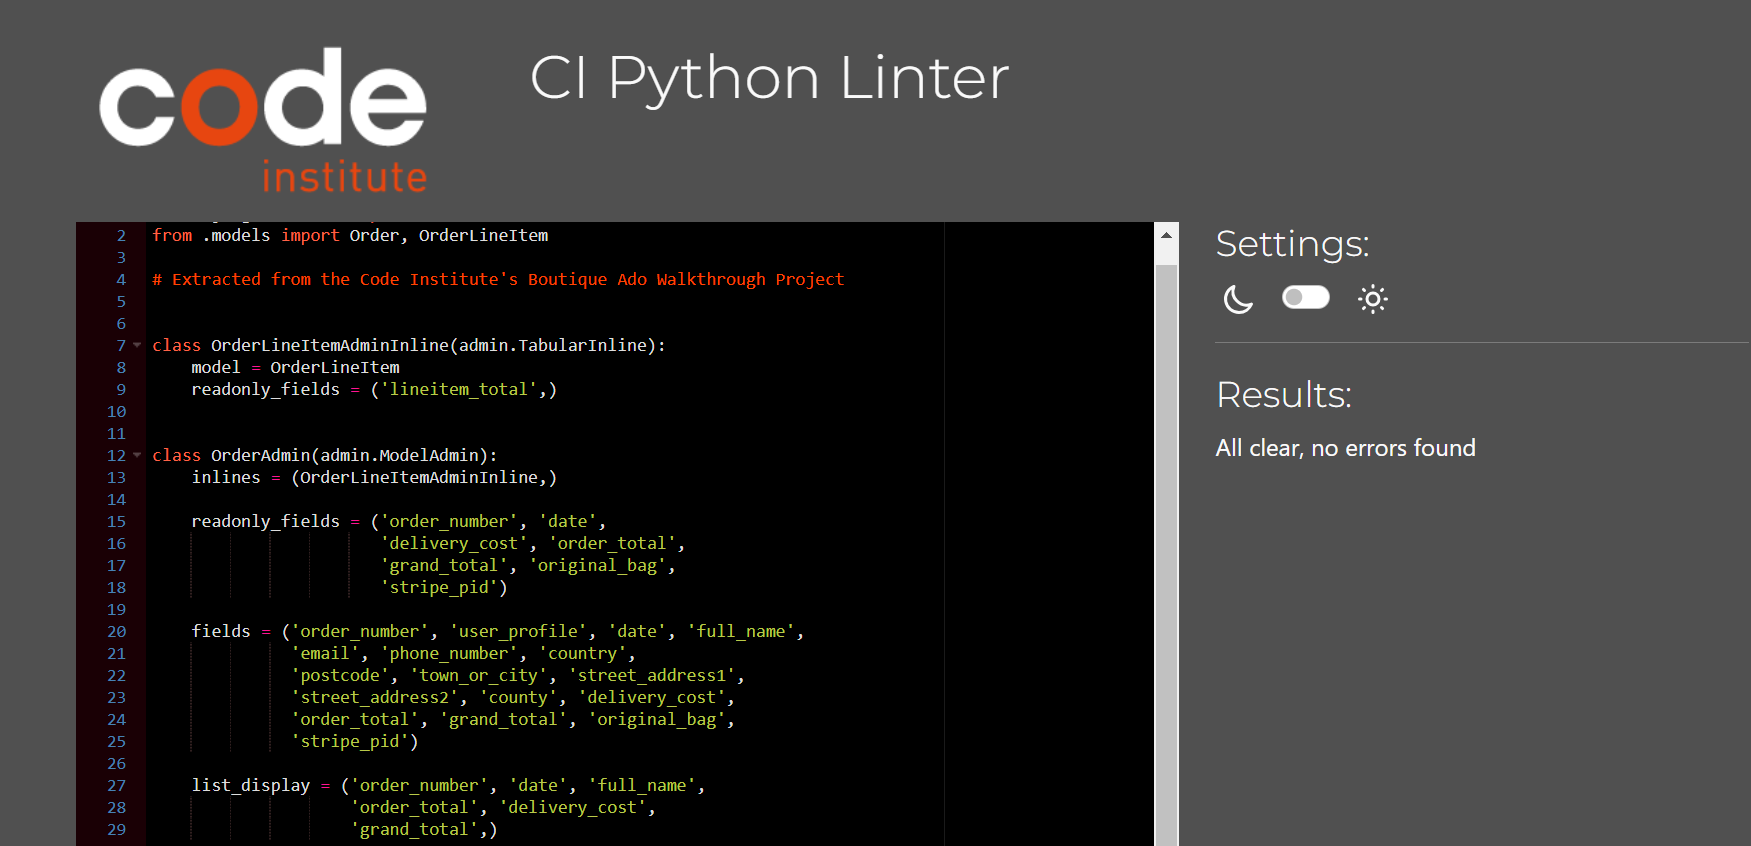 code
institute
CI Python Linter
2 from .models import Order, OrderLineItem
3
4 # Extracted from the Code Institute's Boutique Ado Walkthrough Project
5
6
7 class OrderLineItemAdminInline(admin.TabularInline):
8     model = OrderLineItem
9     readonly_fields = ('lineitem_total',)
10
11
12 class OrderAdmin(admin.ModelAdmin):
13     inlines = (OrderLineItemAdminInline,)
14
15     readonly_fields = ('order_number', 'date',
16                        'delivery_cost', 'order_total',
17                        'grand_total', 'original_bag',
18                        'stripe_pid')
19
20     fields = ('order_number', 'user_profile', 'date', 'full_name',
21               'email', 'phone_number', 'country',
22               'postcode', 'town_or_city', 'street_address1',
23               'street_address2', 'county', 'delivery_cost',
24               'order_total', 'grand_total', 'original_bag',
25               'stripe_pid')
26
27     list_display = ('order_number', 'date', 'full_name',
28                     'order_total', 'delivery_cost',
29                     'grand_total',)
Settings:
Results:
All clear, no errors found